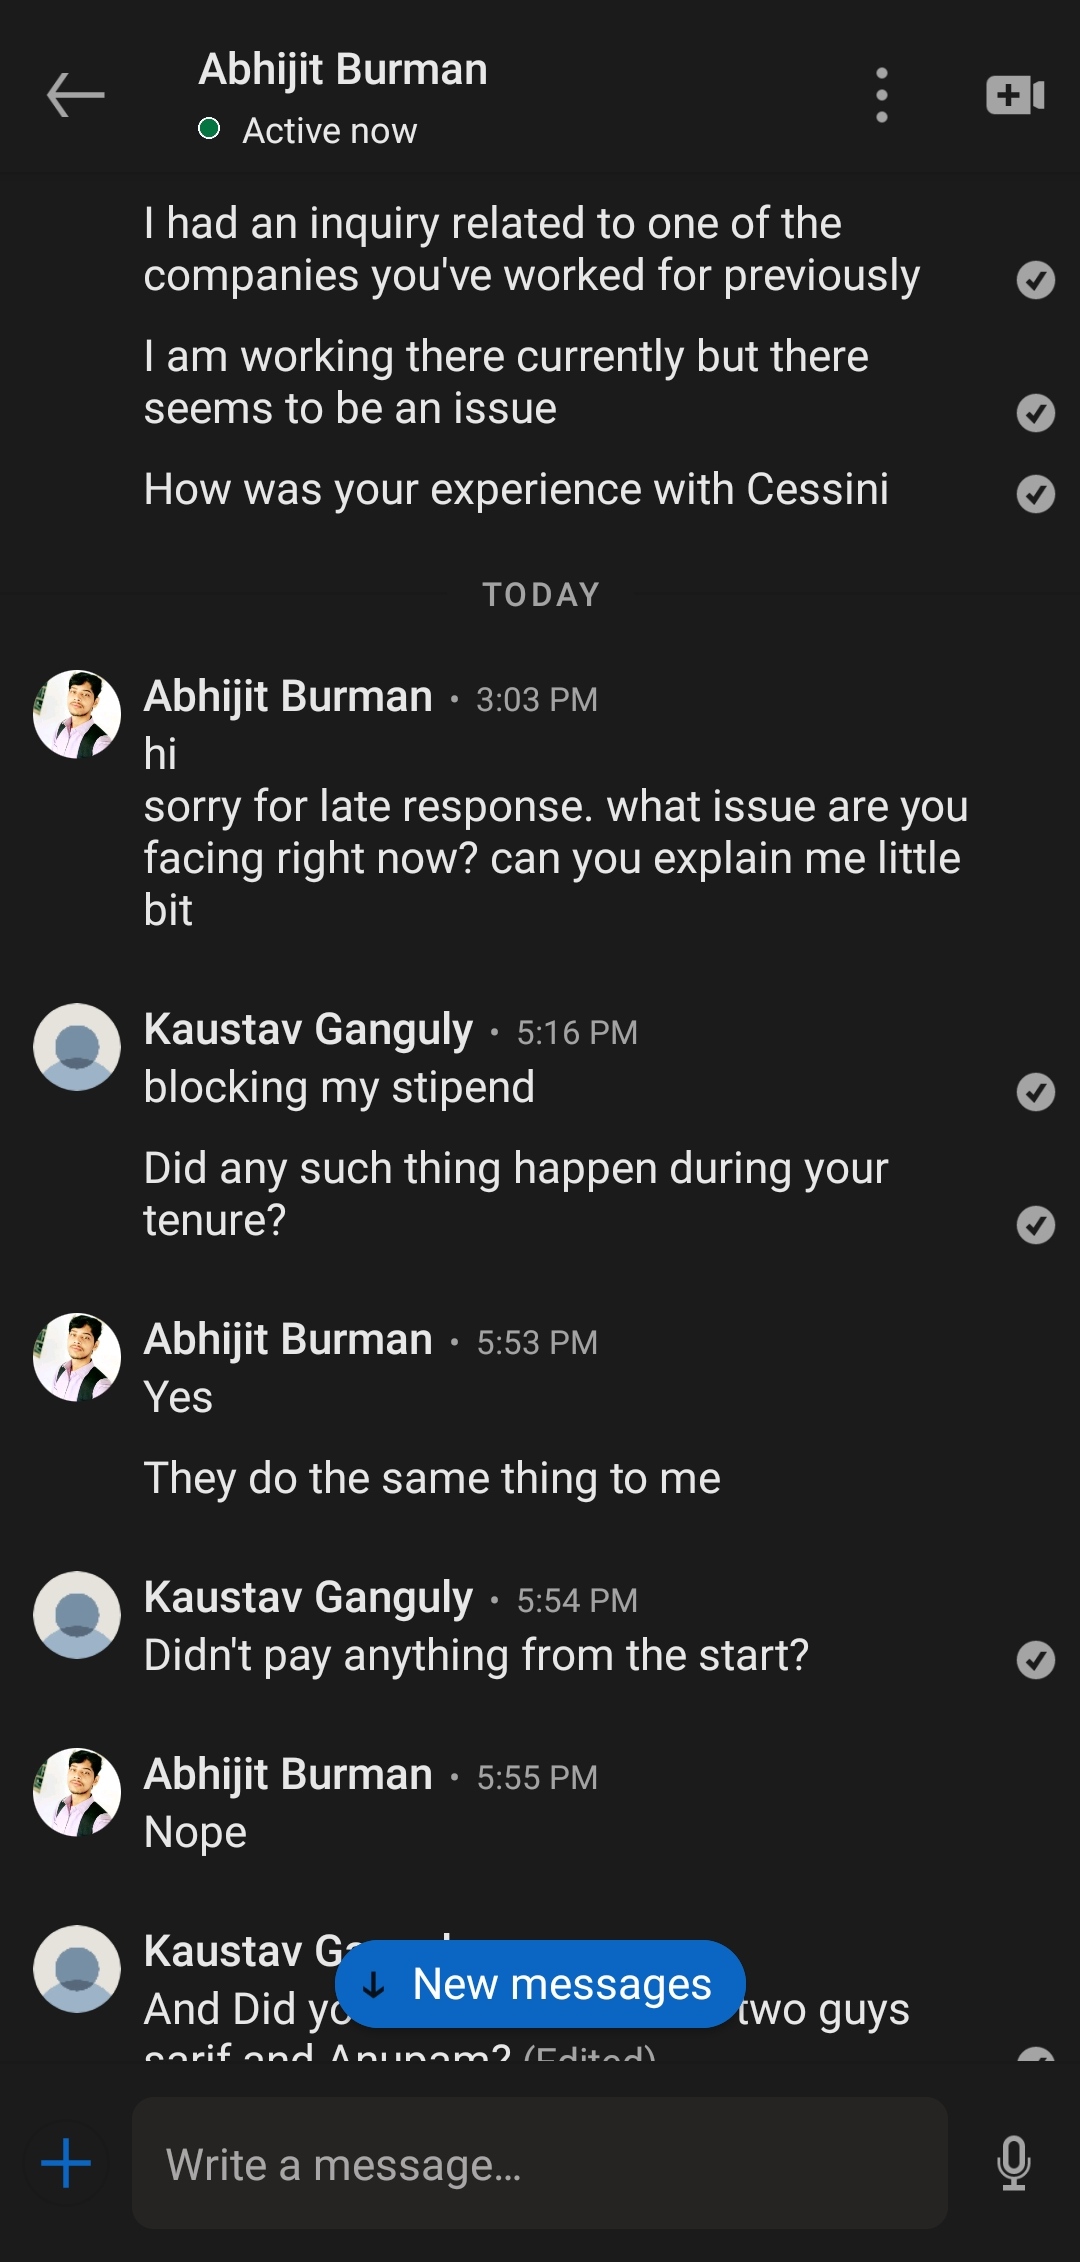 Abhijit Burman
Active now
I had an inquiry related to one of the
companies you've worked for previously
I am working there currently but there
seems to be an issue
How was your experience with Cessini
TODAY
Abhijit Burman • 3:03 PM
hi
sorry for late response. what issue are you
facing right now? can you explain me little
bit
Kaustav Ganguly • 5:16 PM
blocking my stipend
Did any such thing happen during your
tenure?
Abhijit Burman • 5:53 PM
Yes
They do the same thing to me
Kaustav Ganguly • 5:54 PM
Didn't pay anything from the start?
Abhijit Burman • 5:55 PM
Nope
Kaustav
New messages
And Did two guys
sarif and Anupam? (Edited)
Write a message...